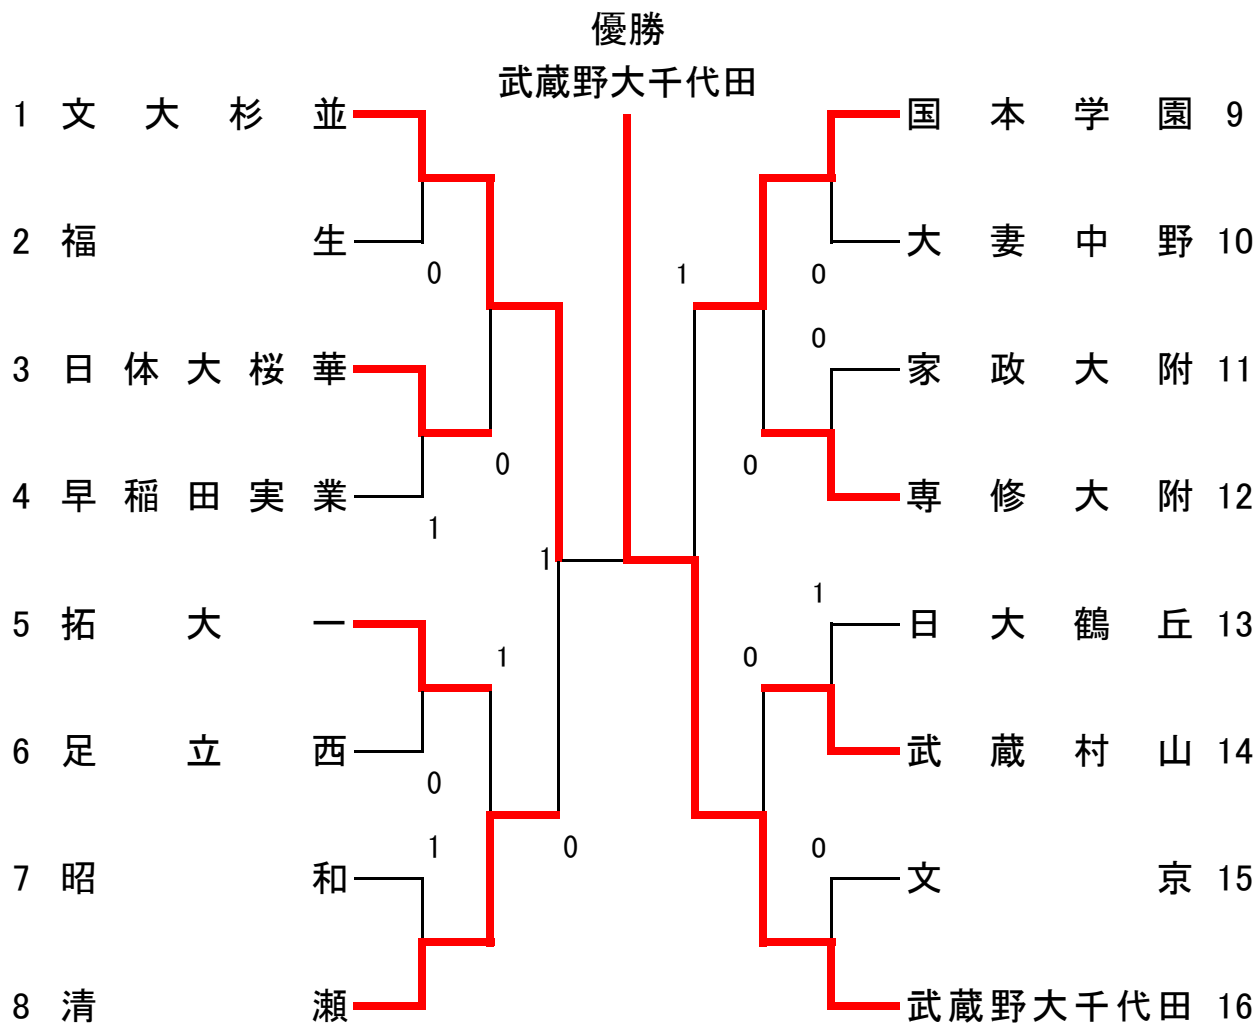 優勝
武蔵野大千代田
1 文大杉並
国本学園 9
2 福生
大妻中野 10
0
1
0
0
3 日体大桜華
家政大附 11
0
0
4 早稲田実業
専修大附 12
1
1
1
5 拓大一
日大鶴丘 13
1
0
6 足立西
武蔵村山 14
0
1
0
0
7 昭和
文京 15
8 清瀬
武蔵野大千代田 16